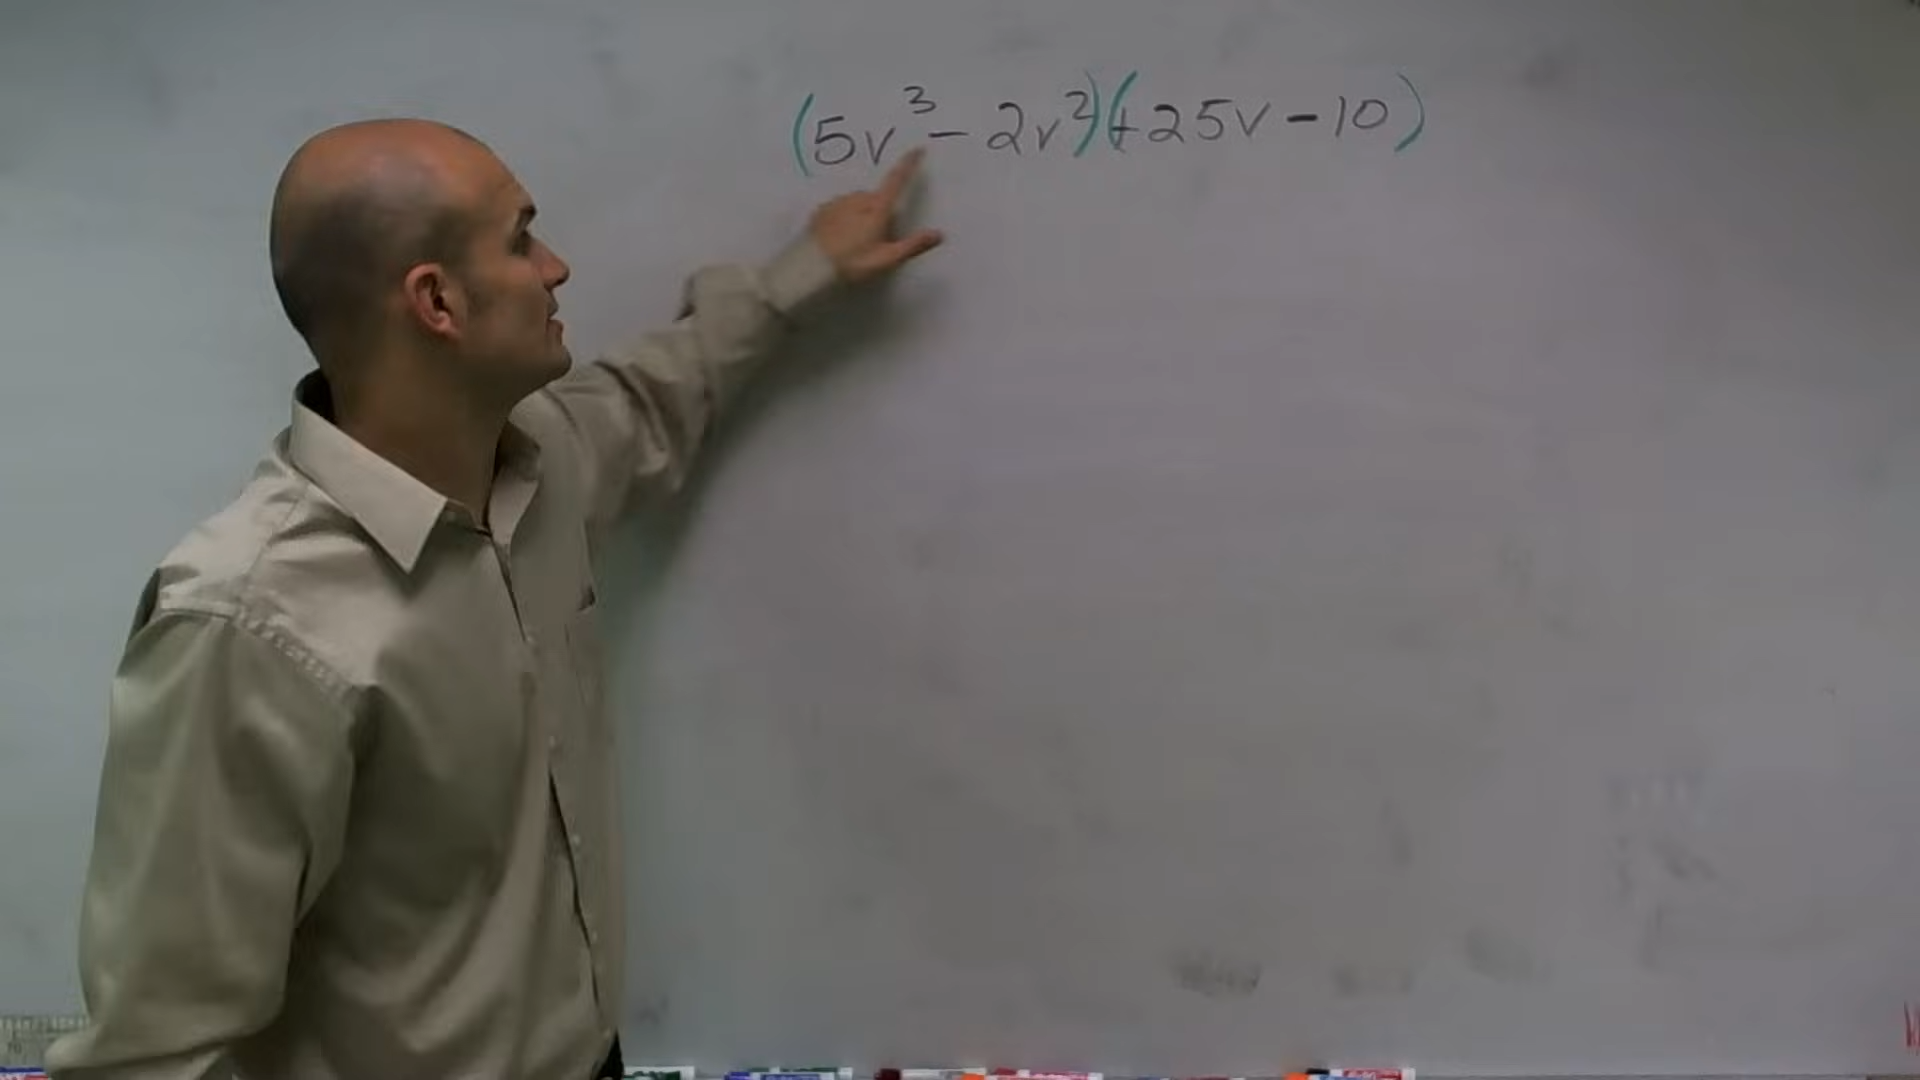 (5v³ - 2v²)(+25v - 10)